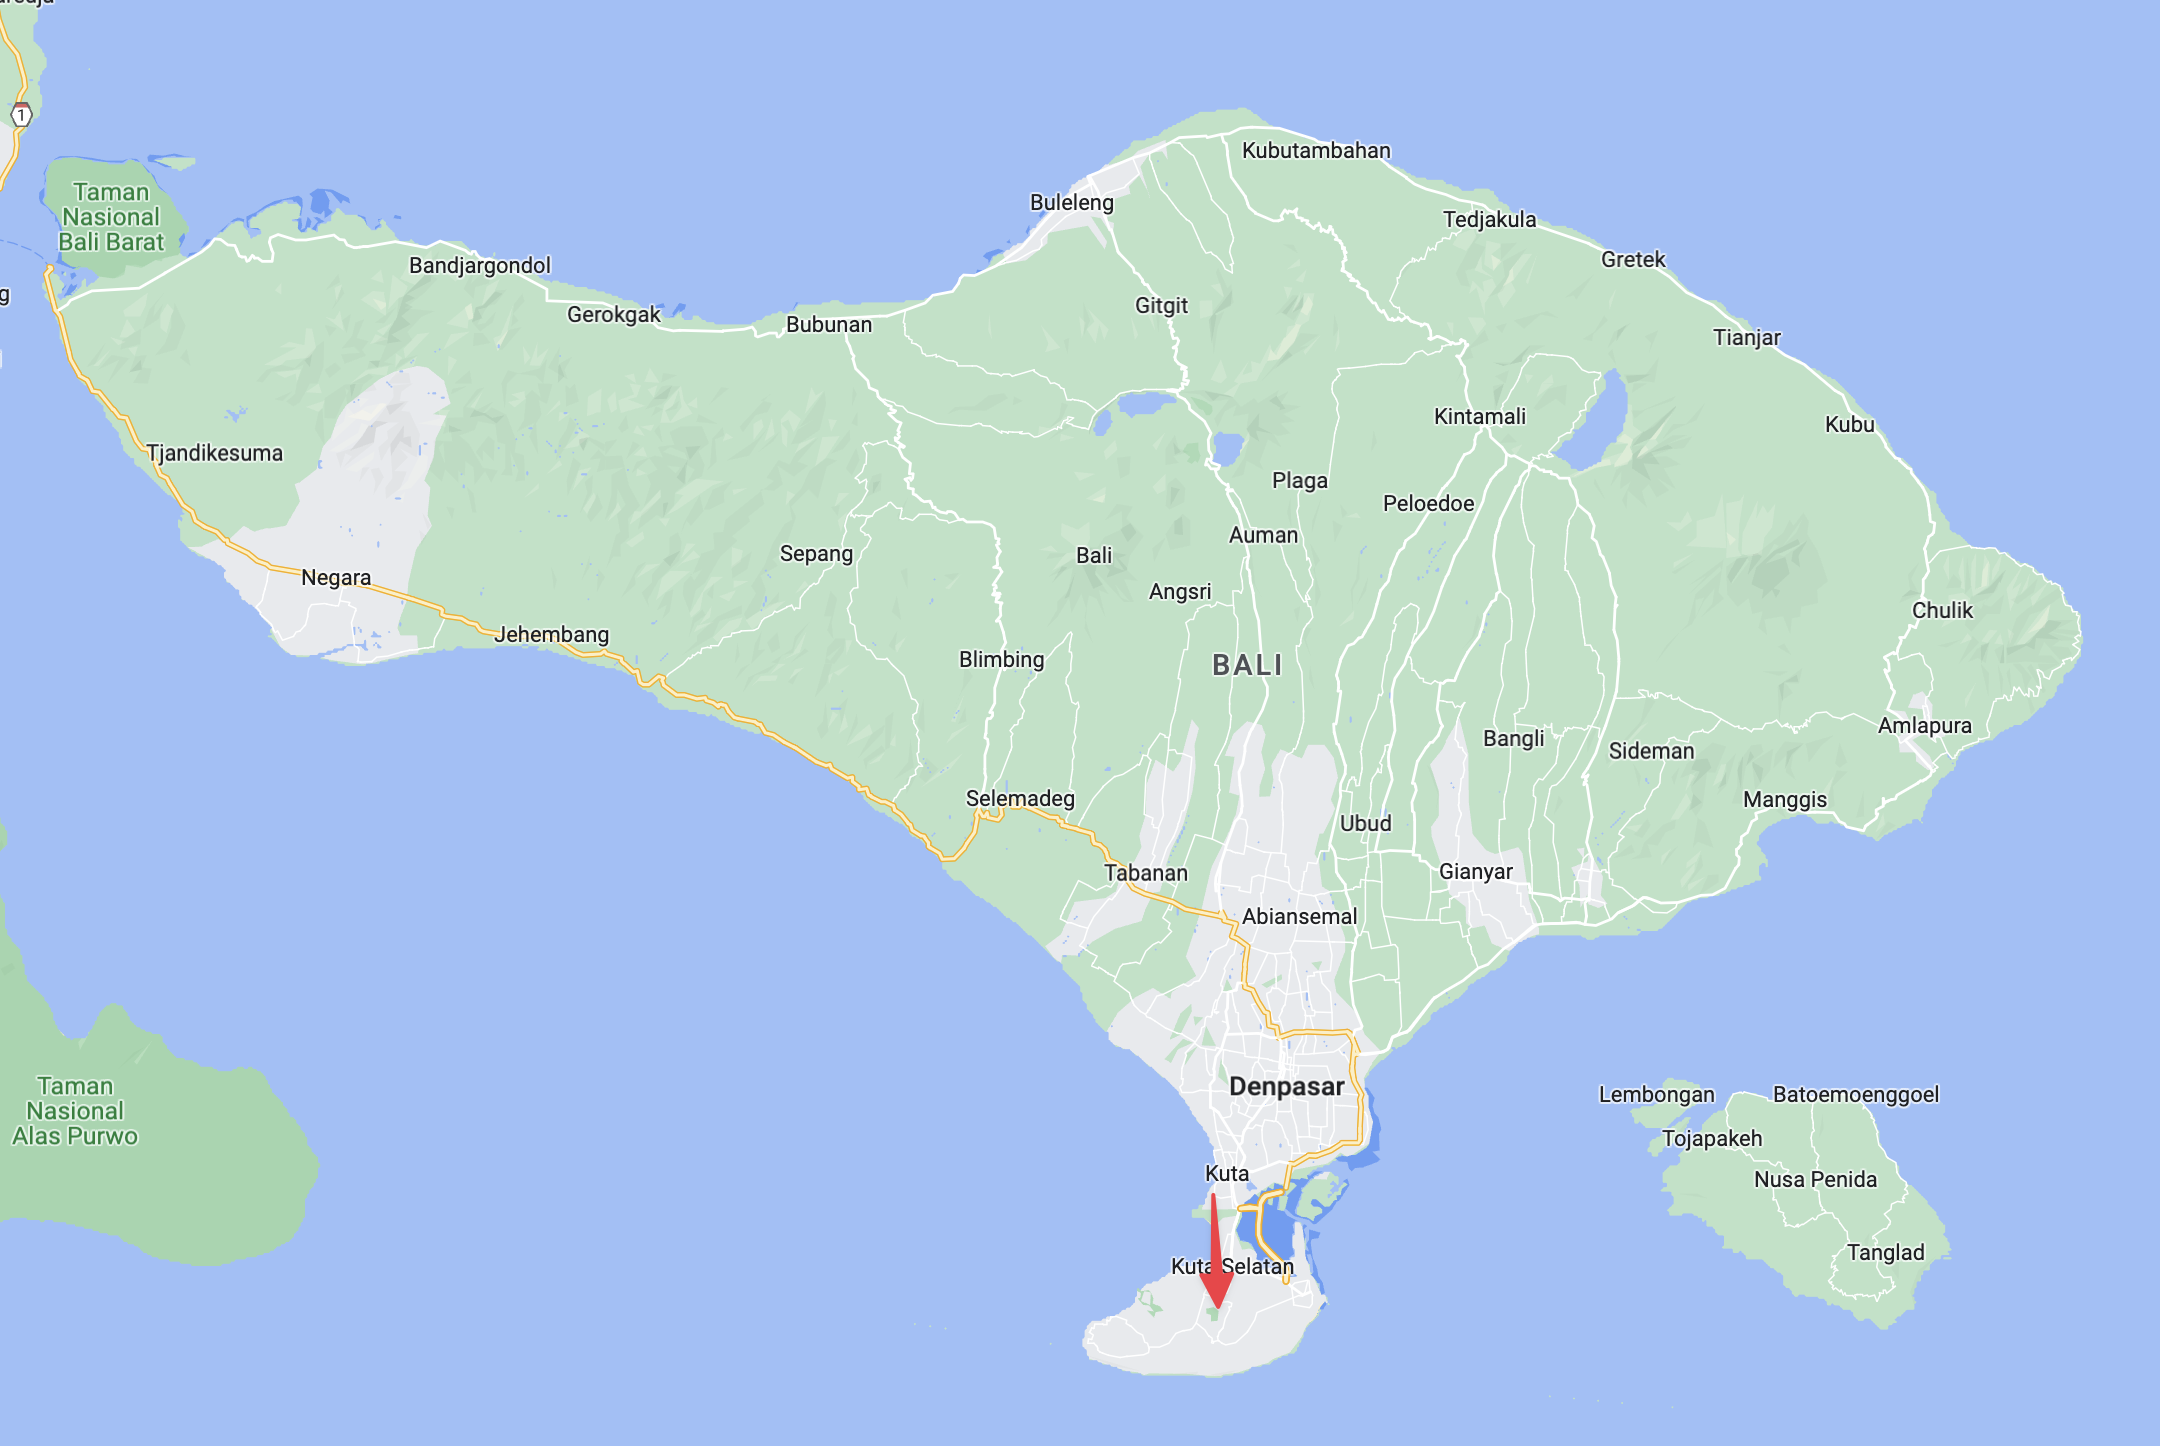 1
Taman
Nasional
Bali Barat
Kubutambahan
Buleleng
Tedjakula
Bandjargondol
Gretek
Gerokgak
Bubunan
Gitgit
Tianjar
Kintamali
Kubu
Tjandikesuma
Plaga
Peloedoe
Auman
Sepang
Bali
Negara
Angsri
Chulik
Jehembang
Blimbing
BALI
Amlapura
Bangli
Sideman
Selemadeg
Manggis
Ubud
Tabanan
Gianyar
Abiansemal
Taman
Nasional
Alas Purwo
Denpasar
Lembongan
Batoemoenggoel
Tojapakeh
Kuta
Nusa Penida
Tanglad
Kuta Selatan